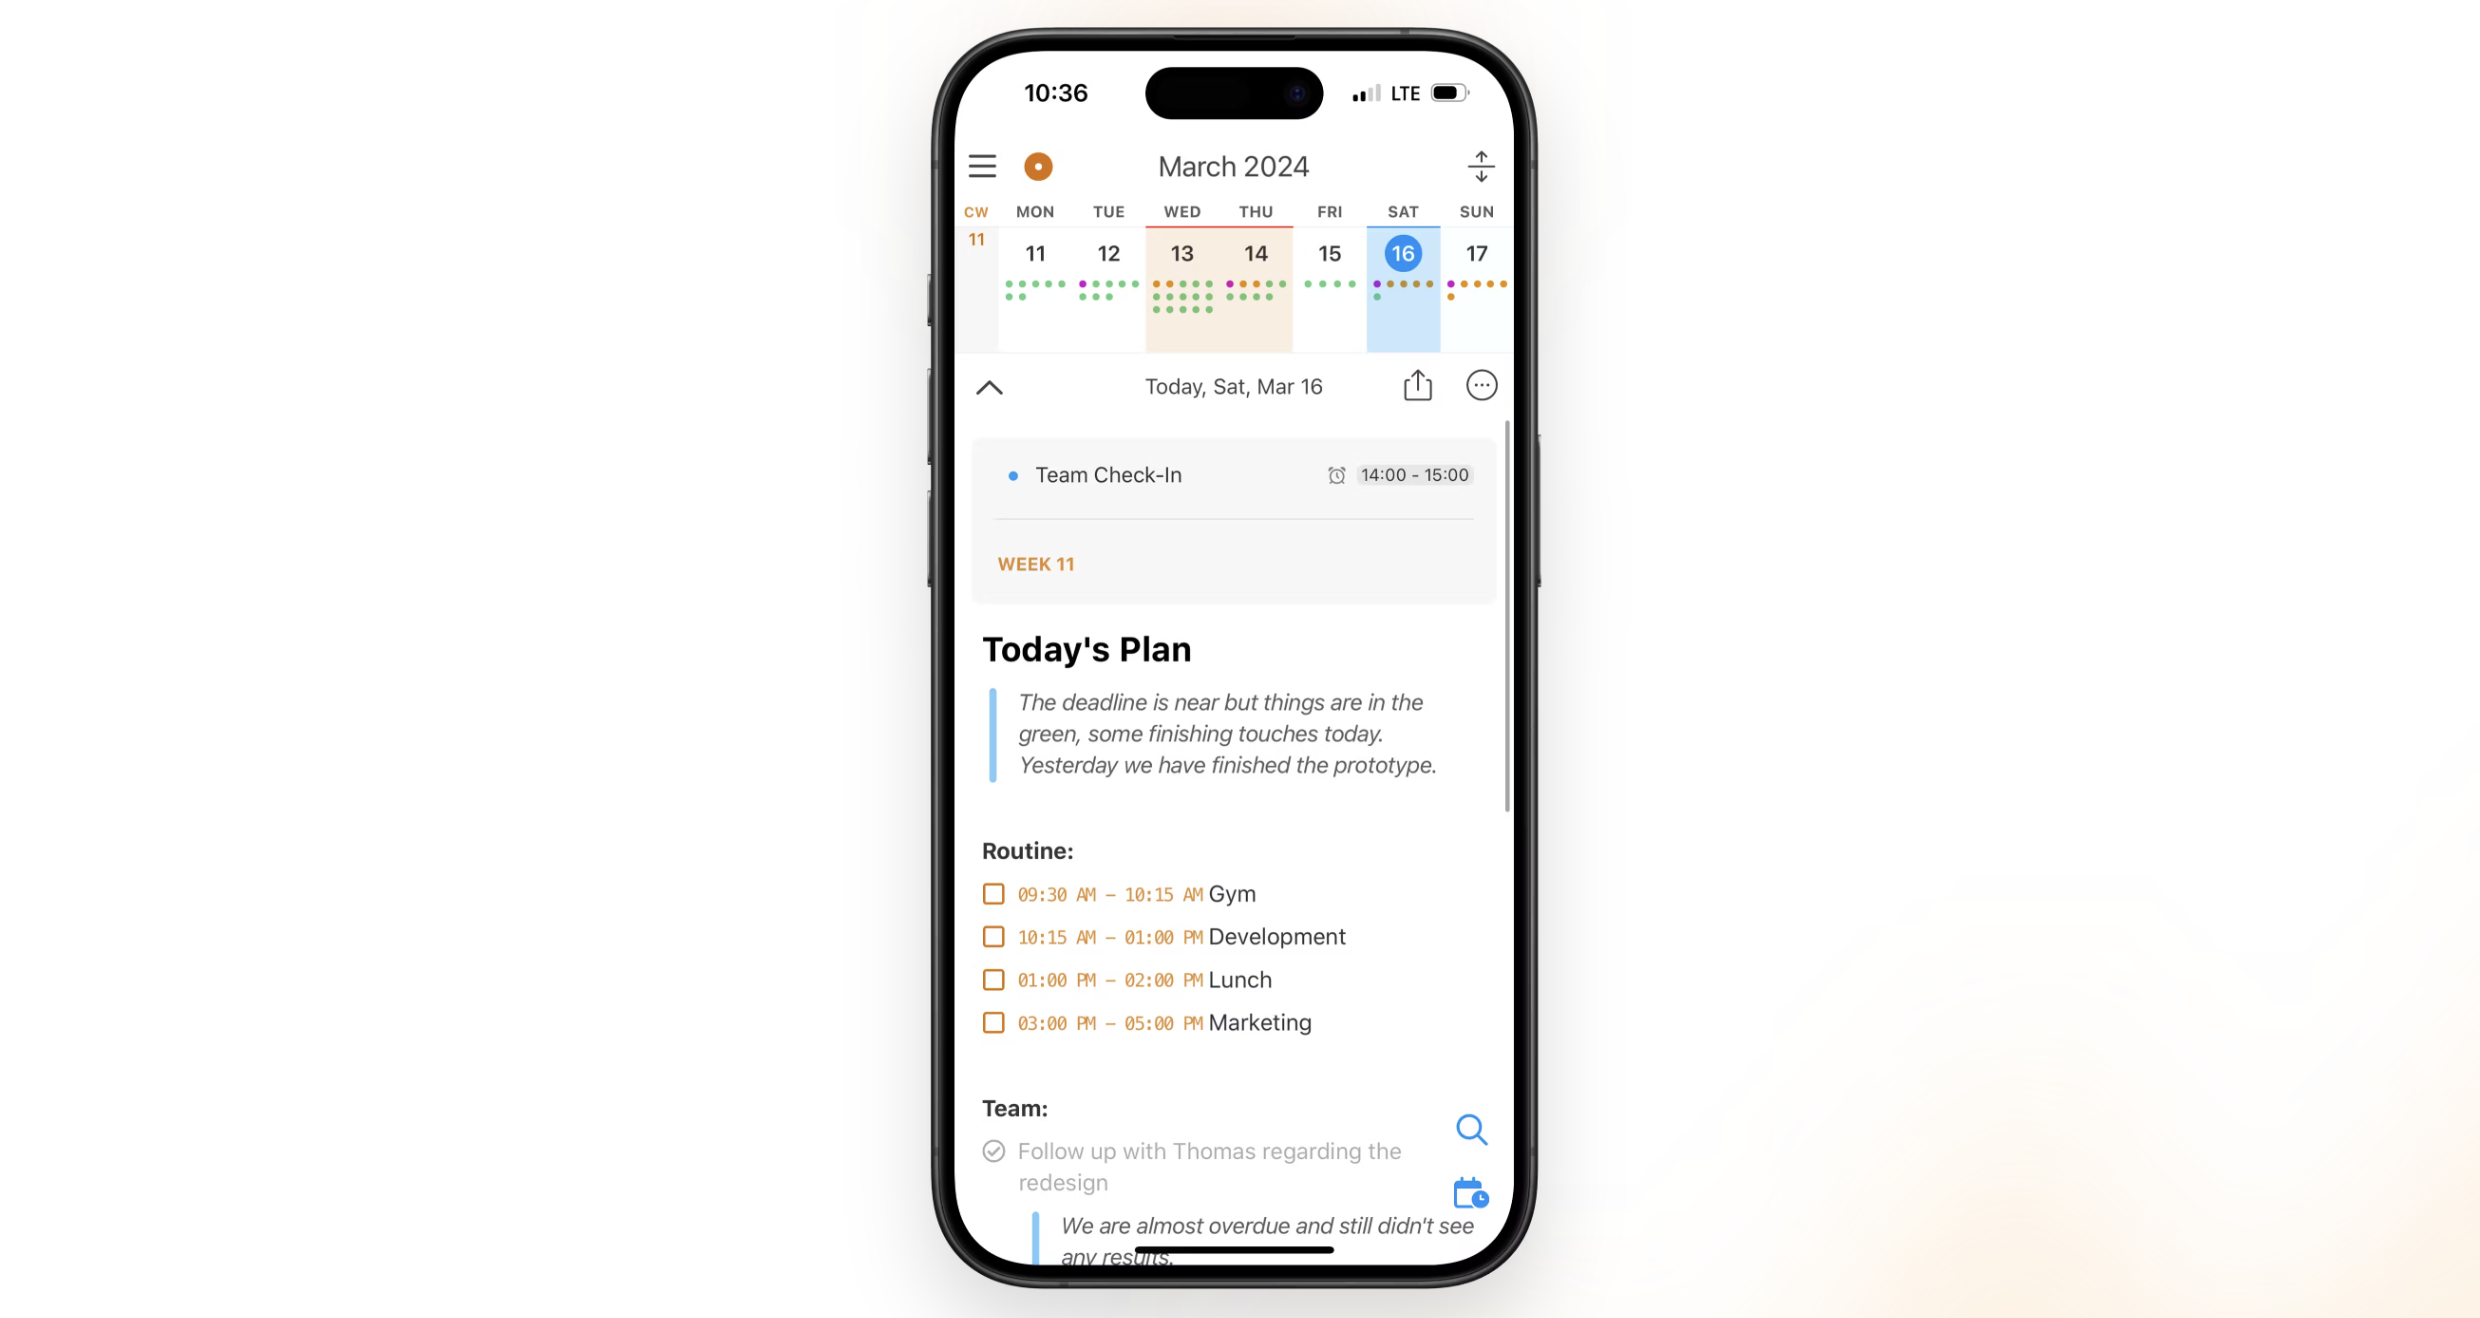 10:36
LTE
March 2024
CW MON TUE WED THU FRI SAT SUN
11 11 12 13 14 15 16 17
Today, Sat, Mar 16
Team Check-In 14:00 - 15:00
WEEK 11
Today's Plan
The deadline is near but things are in the
green, some finishing touches today.
Yesterday we have finished the prototype.
Routine:
09:30 AM – 10:15 AM Gym
10:15 AM – 01:00 PM Development
01:00 PM – 02:00 PM Lunch
03:00 PM – 05:00 PM Marketing
Team:
Follow up with Thomas regarding the
redesign
We are almost overdue and still didn't see
any results.